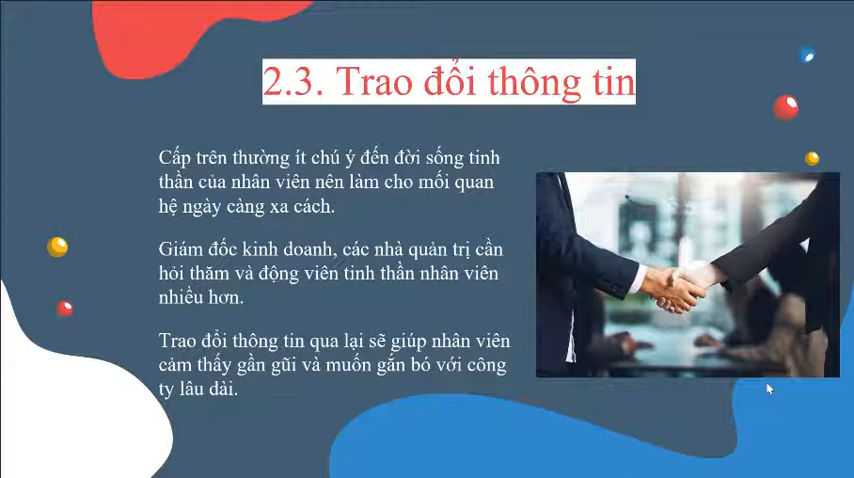 2.3. Trao đổi thông tin
Cấp trên thường ít chú ý đến đời sống tinh
thần của nhân viên nên làm cho mối quan
hệ ngày càng xa cách.
Giám đốc kinh doanh, các nhà quản trị cần
hỏi thăm và động viên tinh thần nhân viên
nhiều hơn.
Trao đổi thông tin qua lại sẽ giúp nhân viên
cảm thấy gần gũi và muốn gắn bó với công
ty lâu dài.